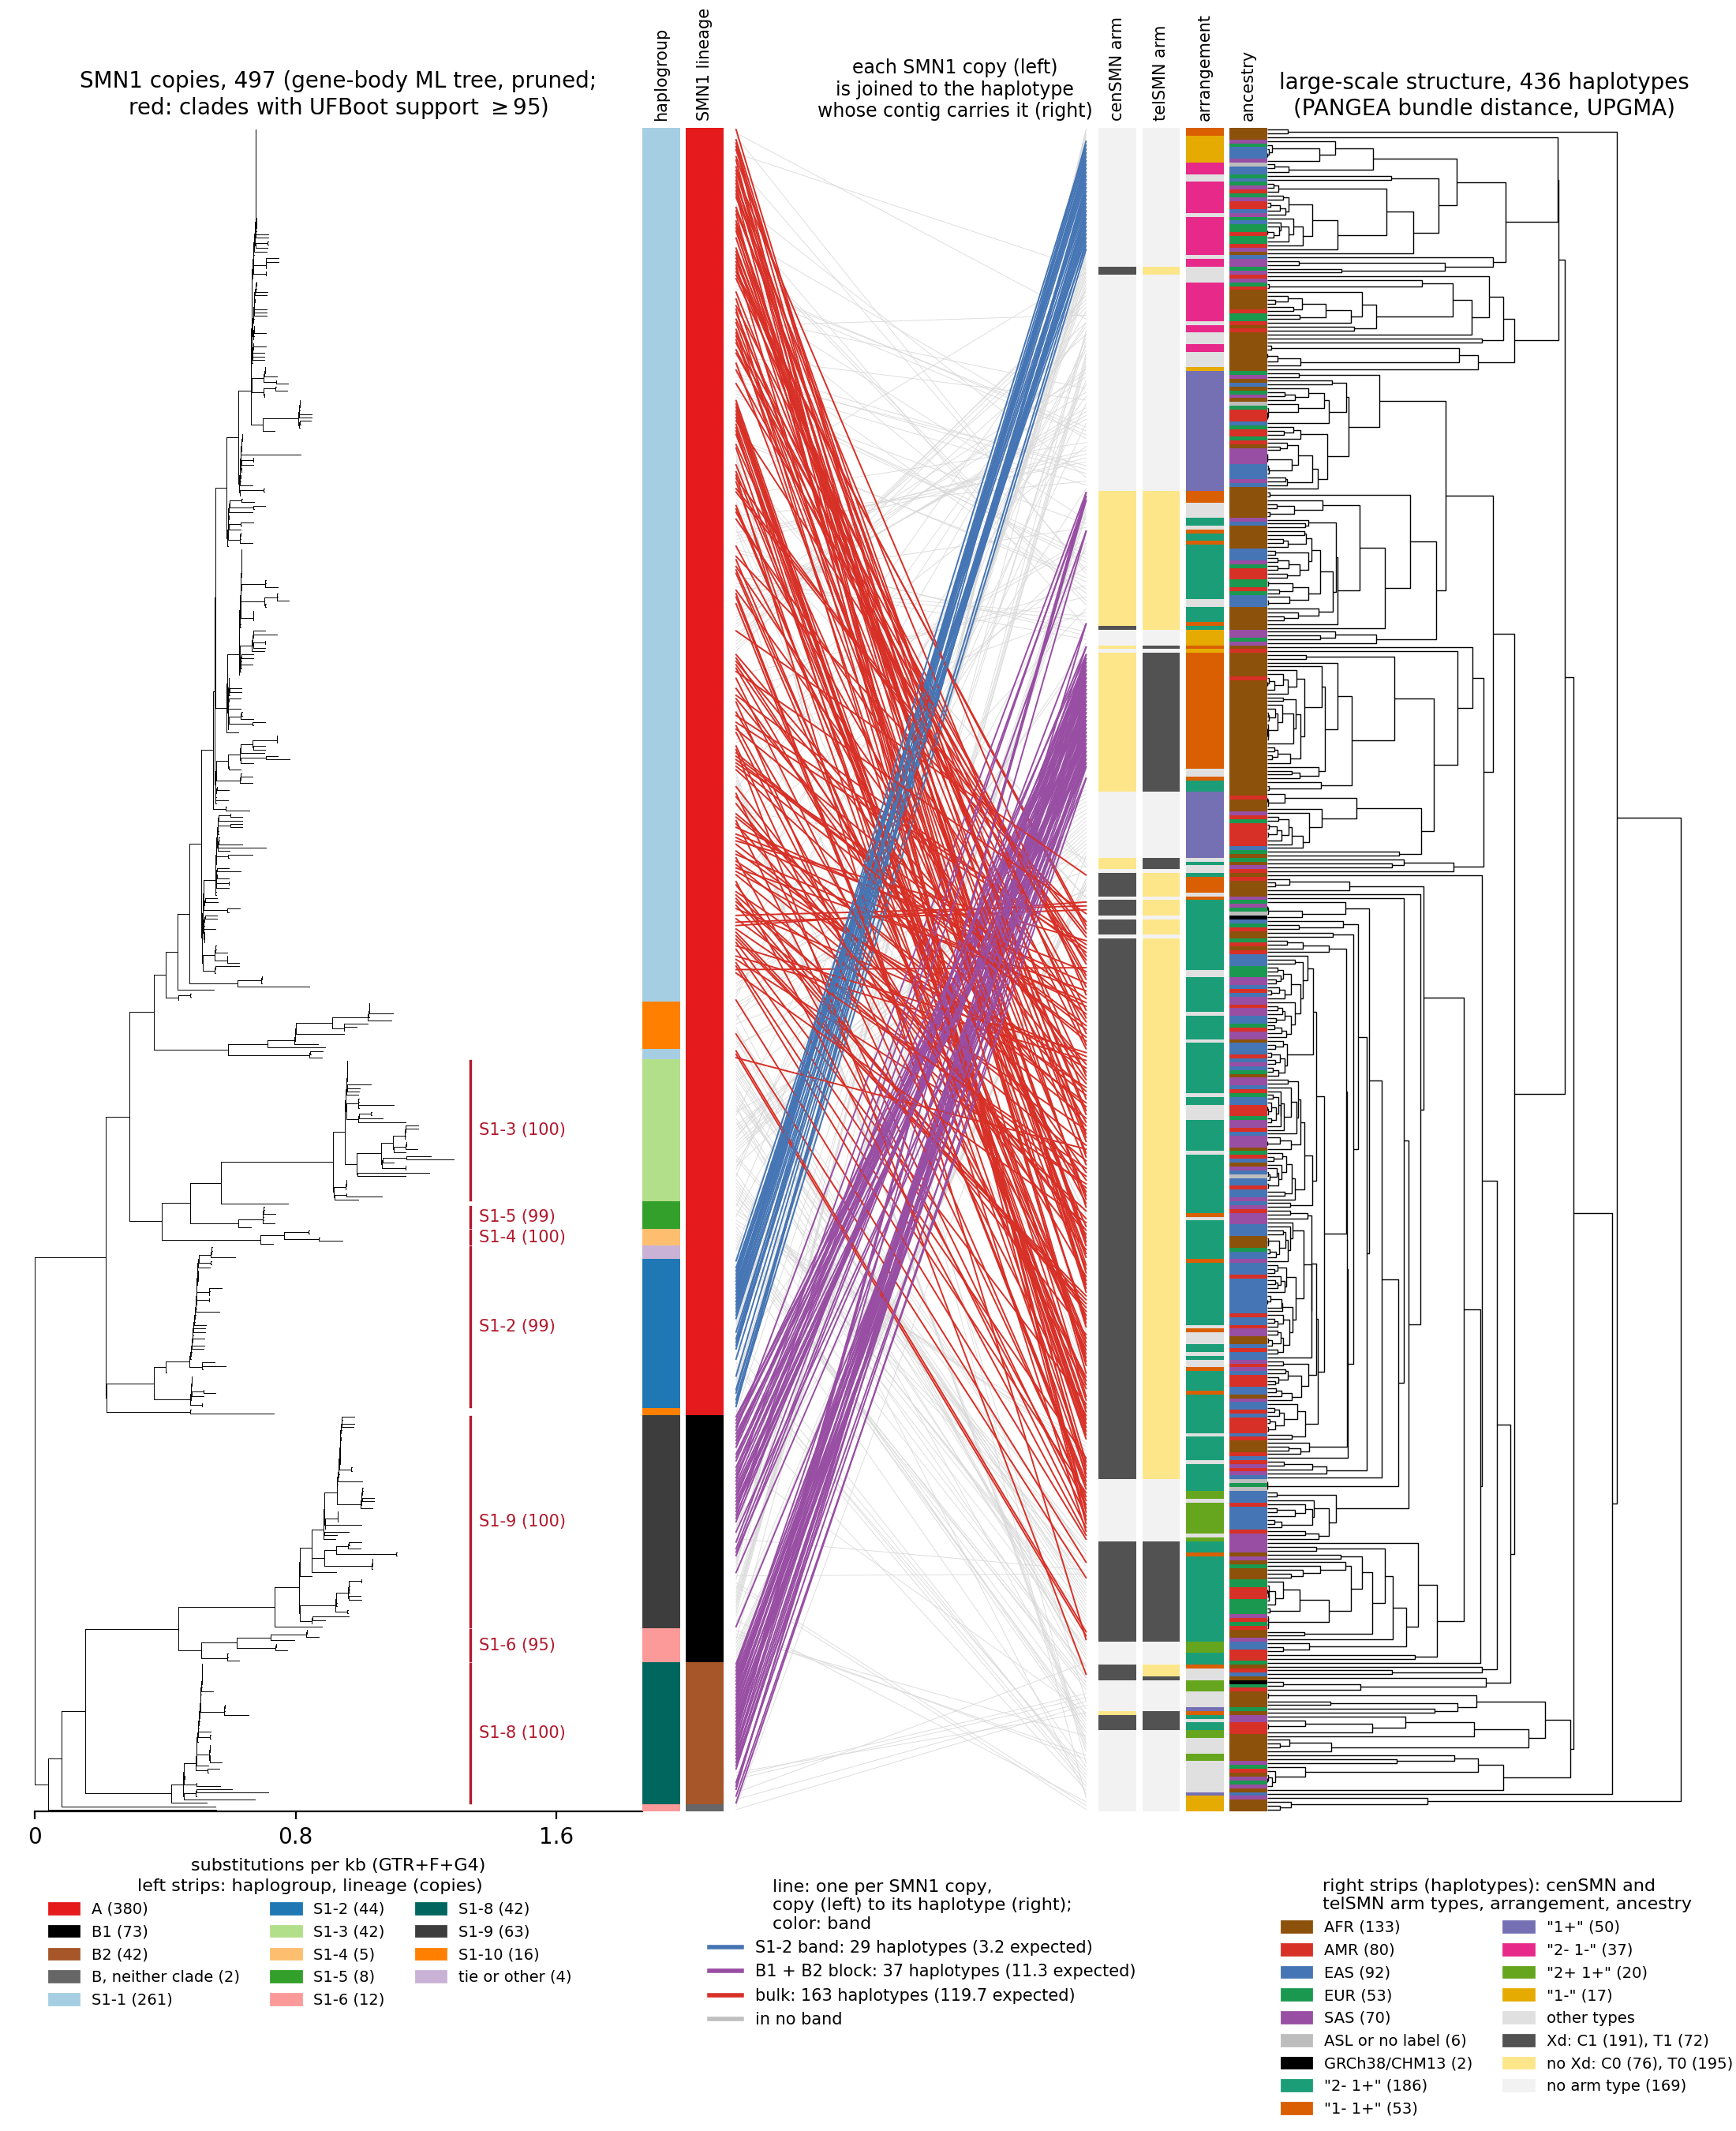 SMN1 copies, 497 (gene-body ML tree, pruned;
red: clades with UFBoot support ≥95)
haplogroup
SMN1 lineage
each SMN1 copy (left)
is joined to the haplotype
whose contig carries it (right)
cenSMN arm
telSMN arm
arrangement
ancestry
large-scale structure, 436 haplotypes
(PANGEA bundle distance, UPGMA)
S1-3 (100)
S1-5 (99)
S1-4 (100)
S1-2 (99)
S1-9 (100)
S1-6 (95)
S1-8 (100)
0 0.8 1.6
substitutions per kb (GTR+F+G4)
left strips: haplogroup, lineage (copies)
A (380)
B1 (73)
B2 (42)
B, neither clade (2)
S1-1 (261)
S1-2 (44)
S1-3 (42)
S1-4 (5)
S1-5 (8)
S1-6 (12)
S1-8 (42)
S1-9 (63)
S1-10 (16)
tie or other (4)
line: one per SMN1 copy,
copy (left) to its haplotype (right);
color: band
S1-2 band: 29 haplotypes (3.2 expected)
B1 + B2 block: 37 haplotypes (11.3 expected)
bulk: 163 haplotypes (119.7 expected)
in no band
right strips (haplotypes): cenSMN and
telSMN arm types, arrangement, ancestry
AFR (133)
AMR (80)
EAS (92)
EUR (53)
SAS (70)
ASL or no label (6)
GRCh38/CHM13 (2)
"2- 1+" (186)
"1- 1+" (53)
"1+" (50)
"2- 1-" (37)
"2+ 1+" (20)
"1-" (17)
other types
Xd: C1 (191), T1 (72)
no Xd: C0 (76), T0 (195)
no arm type (169)